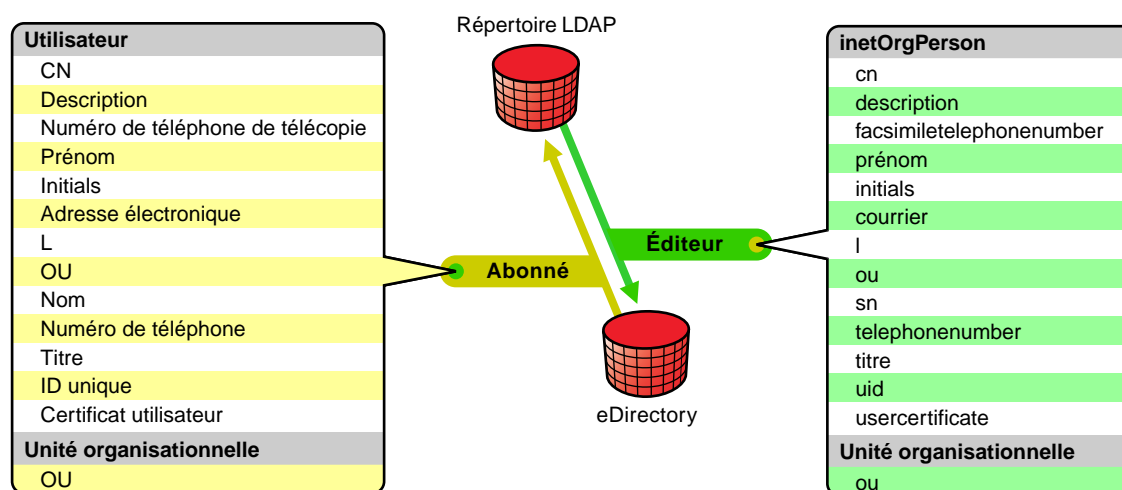 Répertoire LDAP
Utilisateur
CN
Description
Numéro de téléphone de télécopie
Prénom
Initials
Adresse électronique
L
OU
Nom
Numéro de téléphone
Titre
ID unique
Certificat utilisateur
Unité organisationnelle
OU
Abonné
Éditeur
eDirectory
inetOrgPerson
cn
description
facsimiletelephonenumber
prénom
initials
courrier
l
ou
sn
telephonenumber
titre
uid
usercertificate
Unité organisationnelle
ou